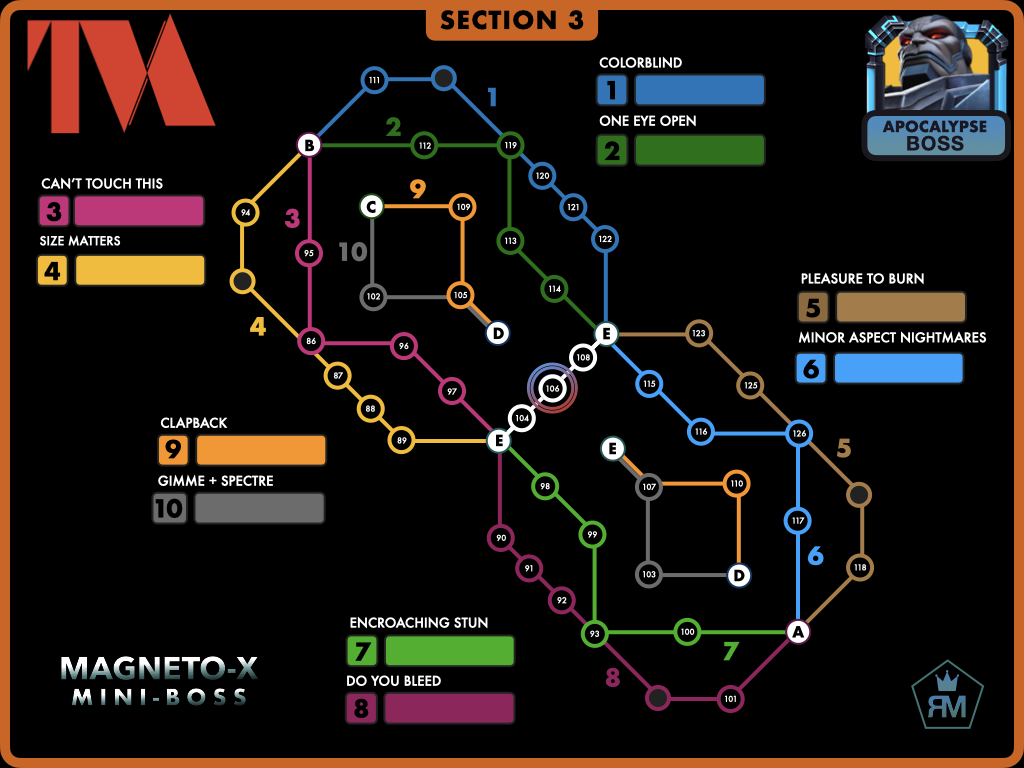 SECTION 3
TM
COLORBLIND
1
ONE EYE OPEN
2
APOCALYPSE
BOSS
CAN'T TOUCH THIS
3
SIZE MATTERS
4
PLEASURE TO BURN
5
MINOR ASPECT NIGHTMARES
6
CLAPBACK
9
GIMME + SPECTRE
10
ENCROACHING STUN
7
DO YOU BLEED
8
MAGNETO-X
MINI-BOSS
RM
111
1
2
B
112
119
120
94
3
C
9
109
121
95
10
113
122
102
105
114
4
86
96
D
E
123
108
87
97
106
115
125
88
104
89
E
116
126
5
E
98
107
110
99
117
90
6
91
103
D
118
92
93
100
7
A
8
101